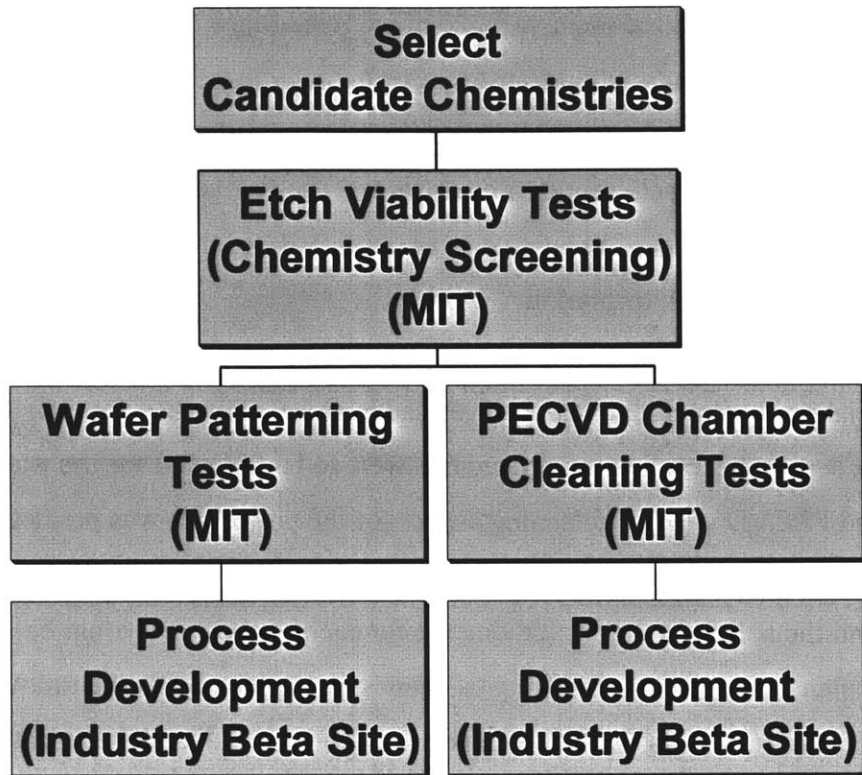 Select
Candidate Chemistries
Etch Viability Tests
(Chemistry Screening)
(MIT)
Wafer Patterning
Tests
(MIT)
PECVD Chamber
Cleaning Tests
(MIT)
Process
Development
(Industry Beta Site)
Process
Development
(Industry Beta Site)